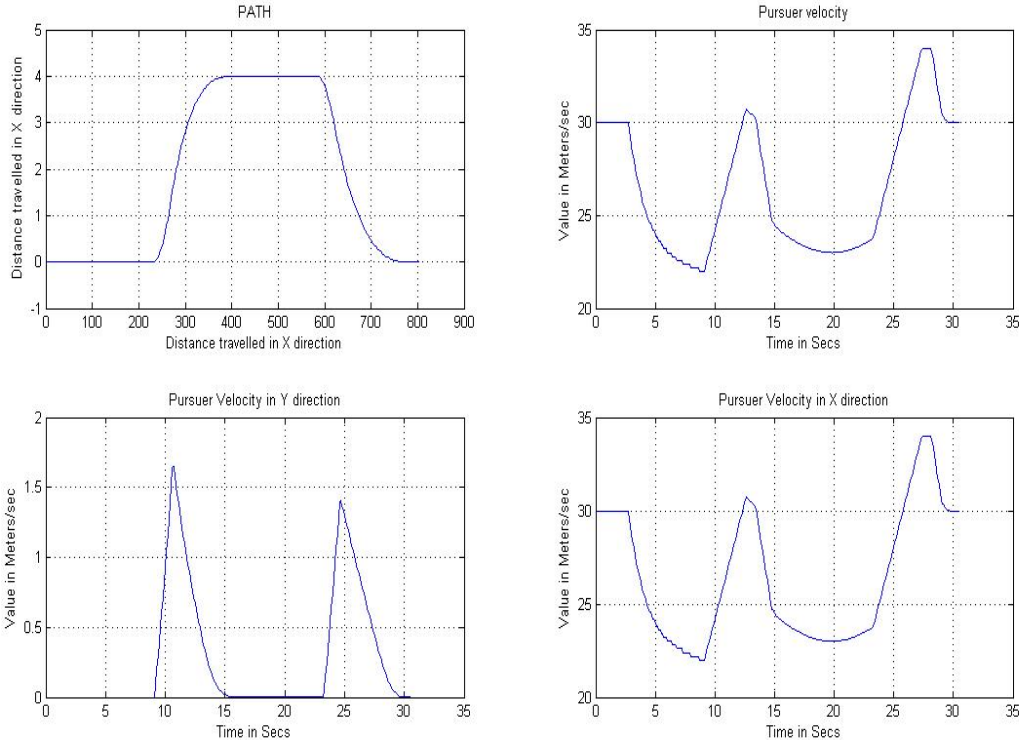 PATH
Distance travelled in X direction
5
4
3
2
1
0
-1
0 100 200 300 400 500 600 700 800 900
Distance travelled in X direction
Pursuer velocity
Value in Meters/sec
35
30
25
20
0 5 10 15 20 25 30 35
Time in Secs
Pursuer Velocity in Y direction
Value in Meters/sec
2
1.5
1
0.5
0
0 5 10 15 20 25 30 35
Time in Secs
Pursuer Velocity in X direction
Value in Meters/sec
35
30
25
20
0 5 10 15 20 25 30 35
Time in Secs